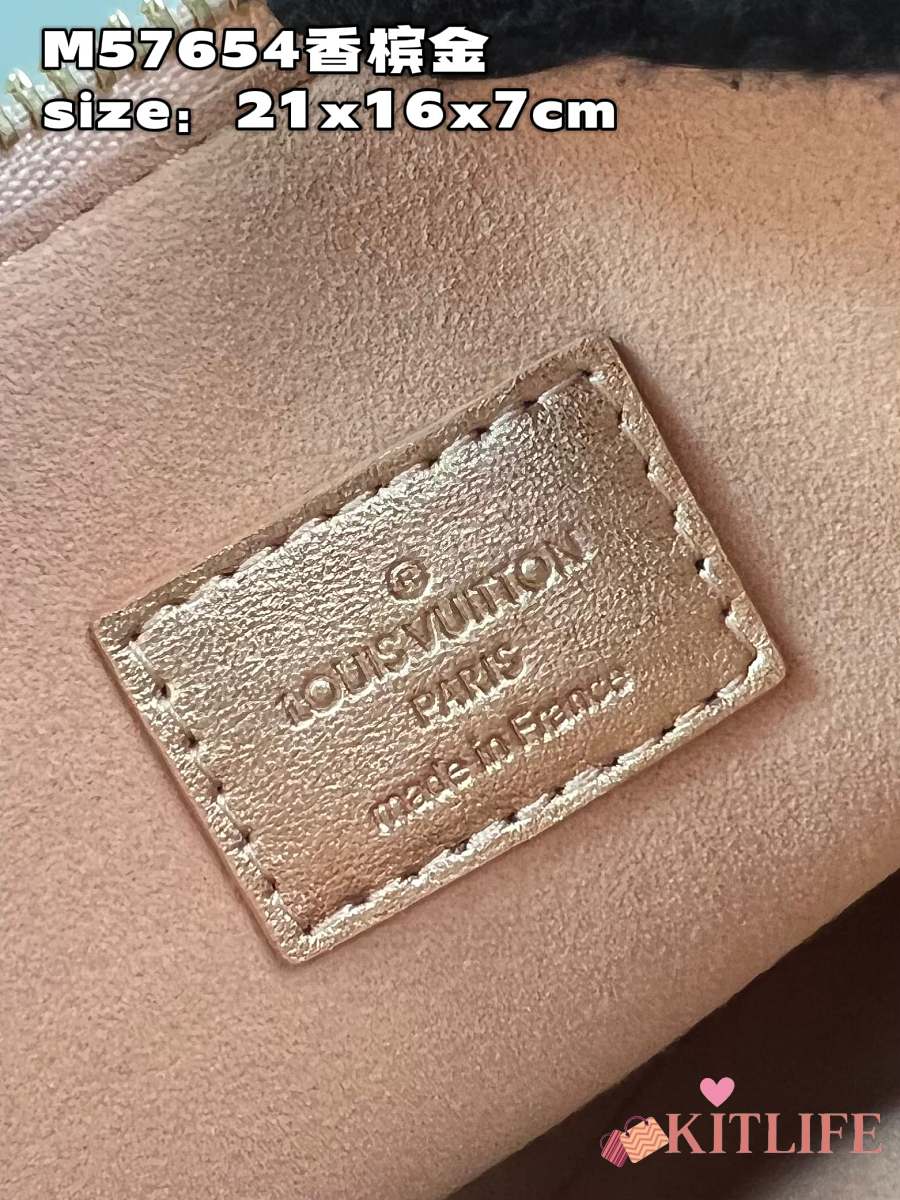 M57654香槟金
size：21x16x7cm
®
LOUIS VUITTON
PARIS
made in France
KITLIFE